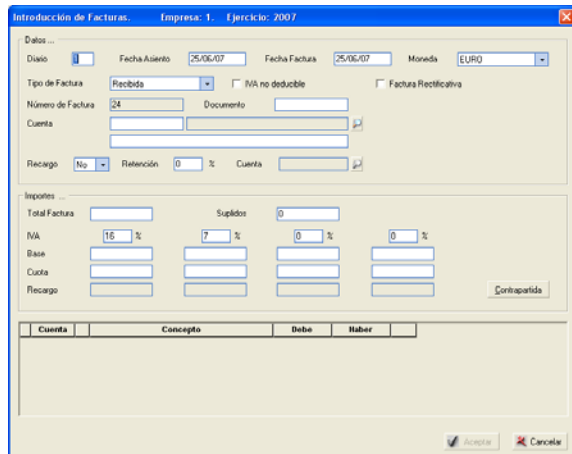 Introducción de Facturas. Empresa: 1. Ejercicio: 2007
Datos ...
Diario Fecha Asiento 25/06/07 Fecha Factura 25/06/07 Moneda EURO
Tipo de Factura Recibida IVA no deducible Factura Rectificativa
Número de Factura 24 Documento
Cuenta
Recargo No Retención 0 % Cuenta
Importes ...
Total Factura Suplidos 0
IVA 16 % 7 % 0 % 0 %
Base
Cuota
Recargo Contrapartida
Cuenta Concepto Debe Haber
Aceptar Cancelar